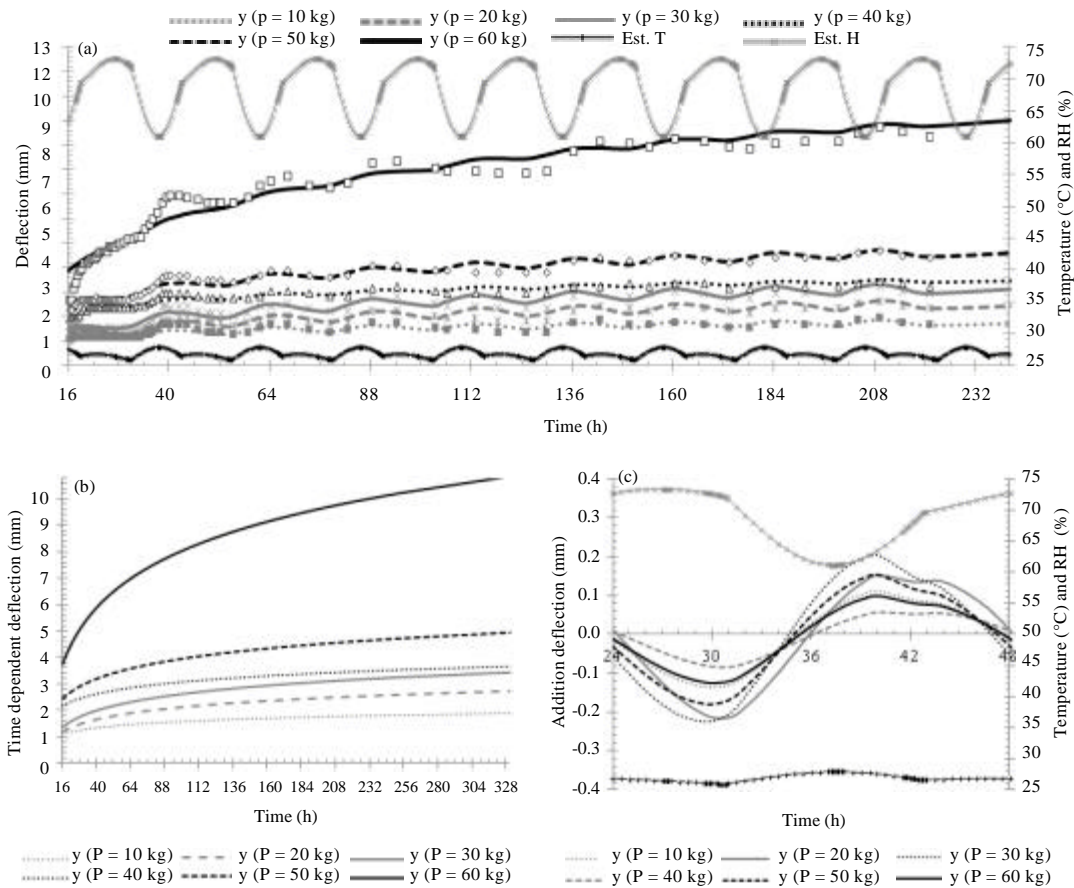 y (p = 10 kg) y (p = 20 kg) y (p = 30 kg) y (p = 40 kg)
y (p = 50 kg) y (p = 60 kg) Est. T Est. H
(a)
13
12
10
9
8
7
6
5
4
3
2
1
0
Deflection (mm)
75
70
65
60
55
50
45
40
35
30
25
Temperature (°C) and RH (%)
16 40 64 88 112 136 160 184 208 232
Time (h)
(b)
10
9
8
7
6
5
4
3
2
1
0
Time dependent deflection (mm)
16 40 64 88 112 136 160 184 208 232 256 280 304 328
Time (h)
y (P = 10 kg) y (P = 20 kg) y (P = 30 kg)
y (P = 40 kg) y (P = 50 kg) y (P = 60 kg)
(c)
0.4
0.3
0.2
0.1
0.0
-0.1
-0.2
-0.3
-0.4
Addition deflection (mm)
75
70
65
60
55
50
45
40
35
30
25
Temperature (°C) and RH (%)
24 30 36 42 48
Time (h)
y (P = 10 kg) y (P = 20 kg) y (P = 30 kg)
y (P = 40 kg) y (P = 50 kg) y (P = 60 kg)